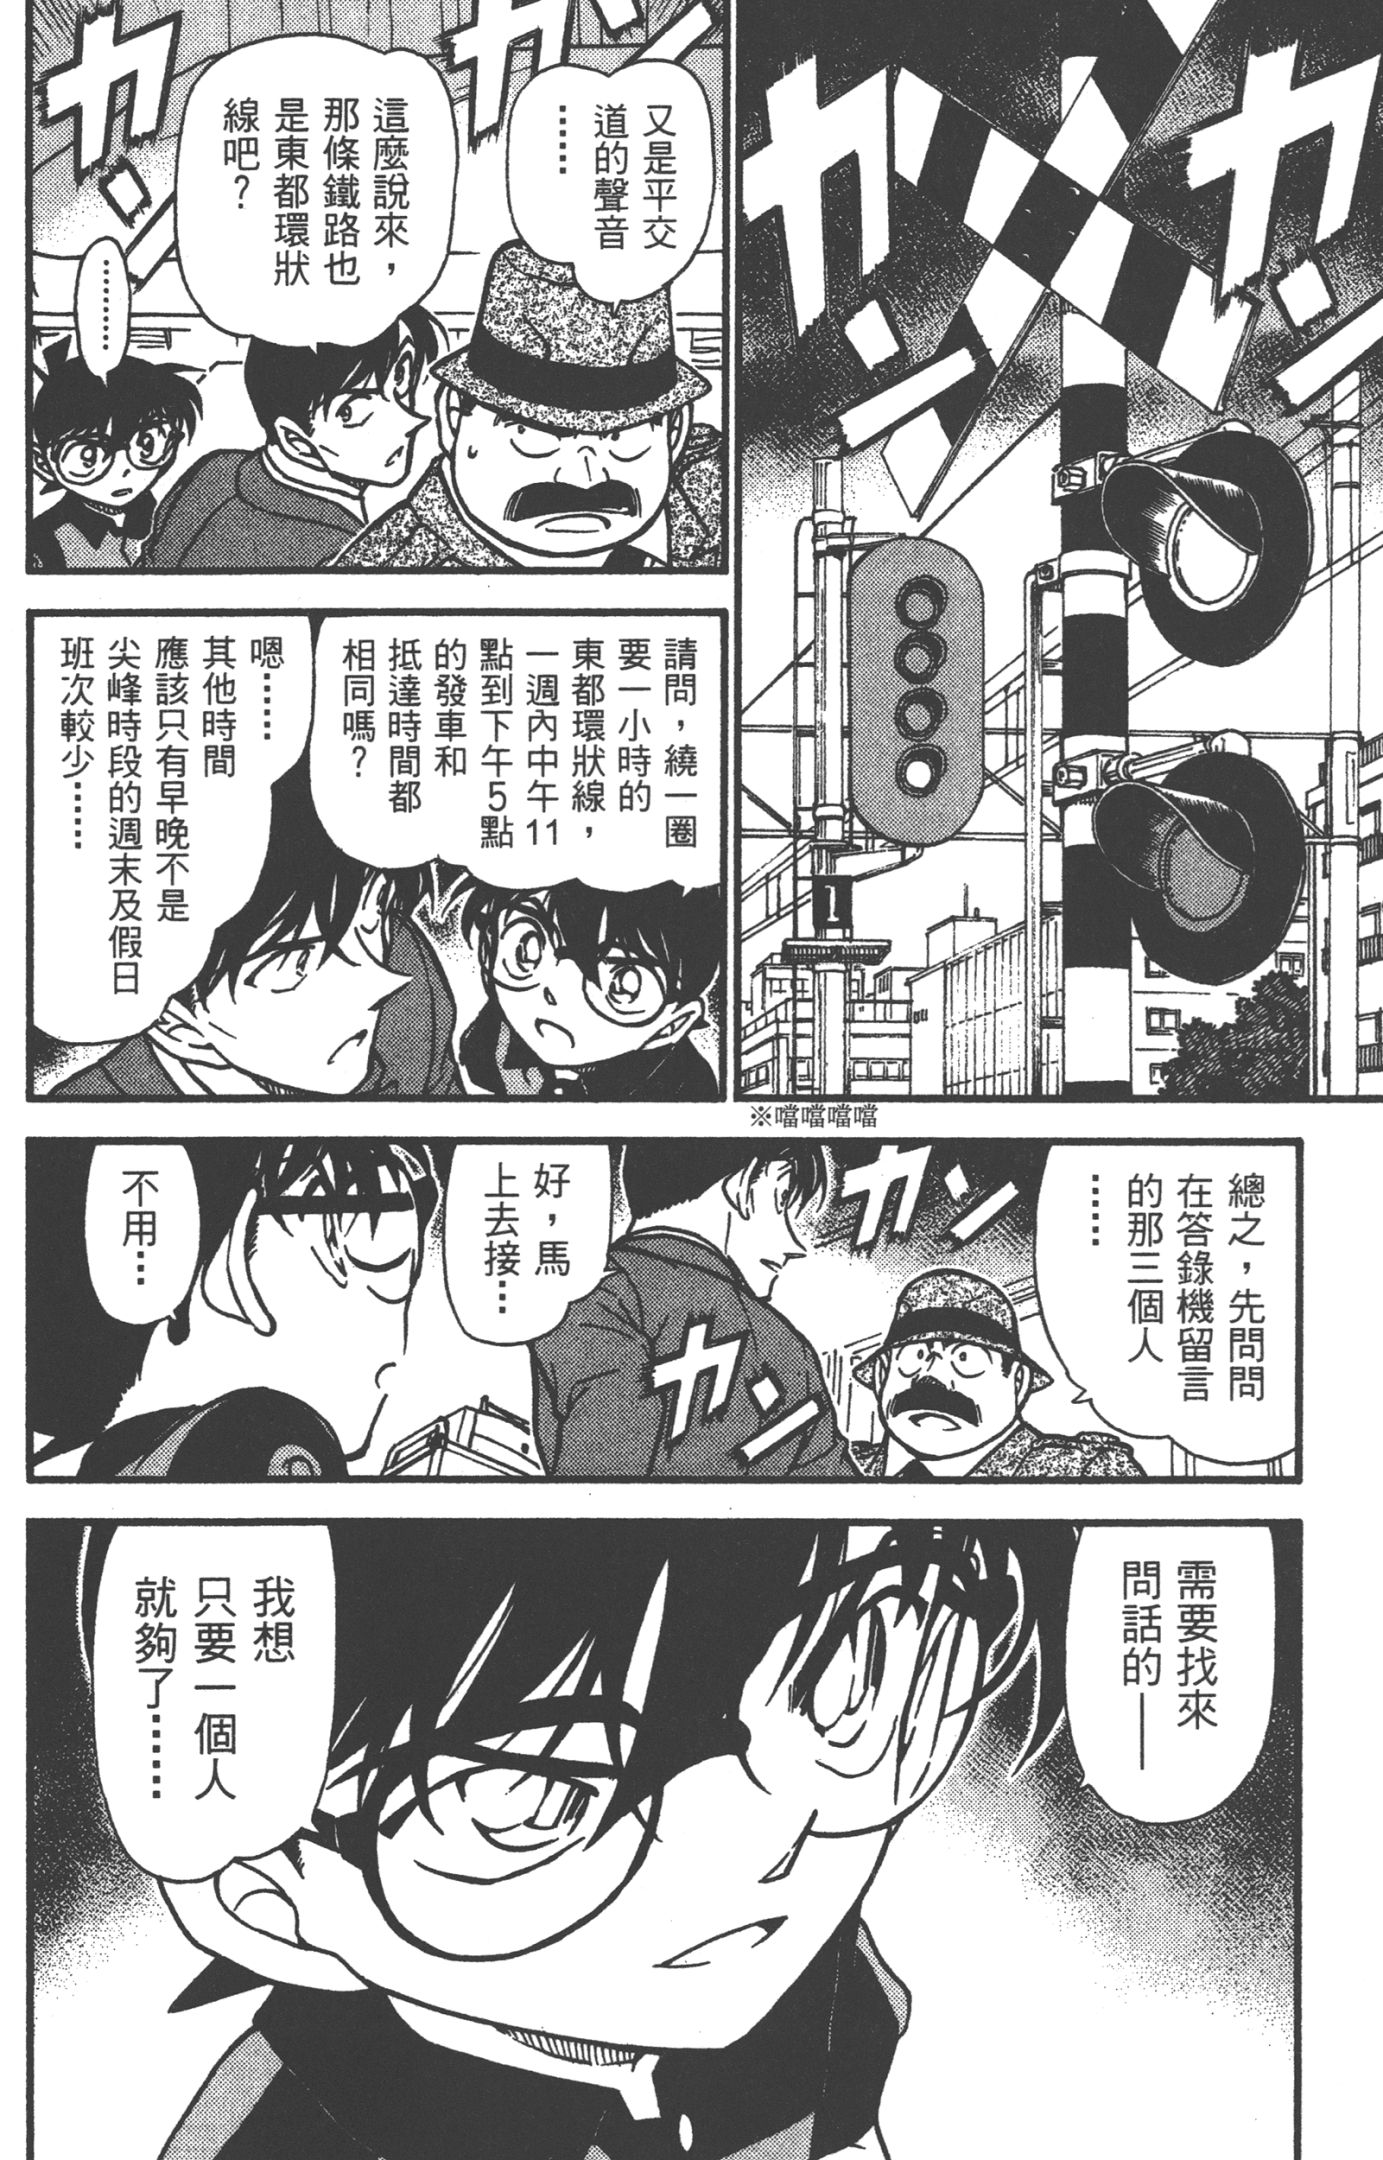 カンカン
カンカン
1
※噹噹噹噹
又是平交
道的聲音
……
這麼說來，
那條鐵路也
是東都環狀
線吧？
………
請問，繞一圈
要一小時的
東都環狀線，
一週內中午11
點到下午5點
的發車和
抵達時間都
相同嗎？
嗯……
其他時間
應該只有早晚不是
尖峰時段的週末及假日
班次較少……
總之，先問問
在答錄機留言
的那三個人
……
カンカン
好，馬
上去接…
不用…
需要找來
問話的——
我想
只要一個人
就夠了……